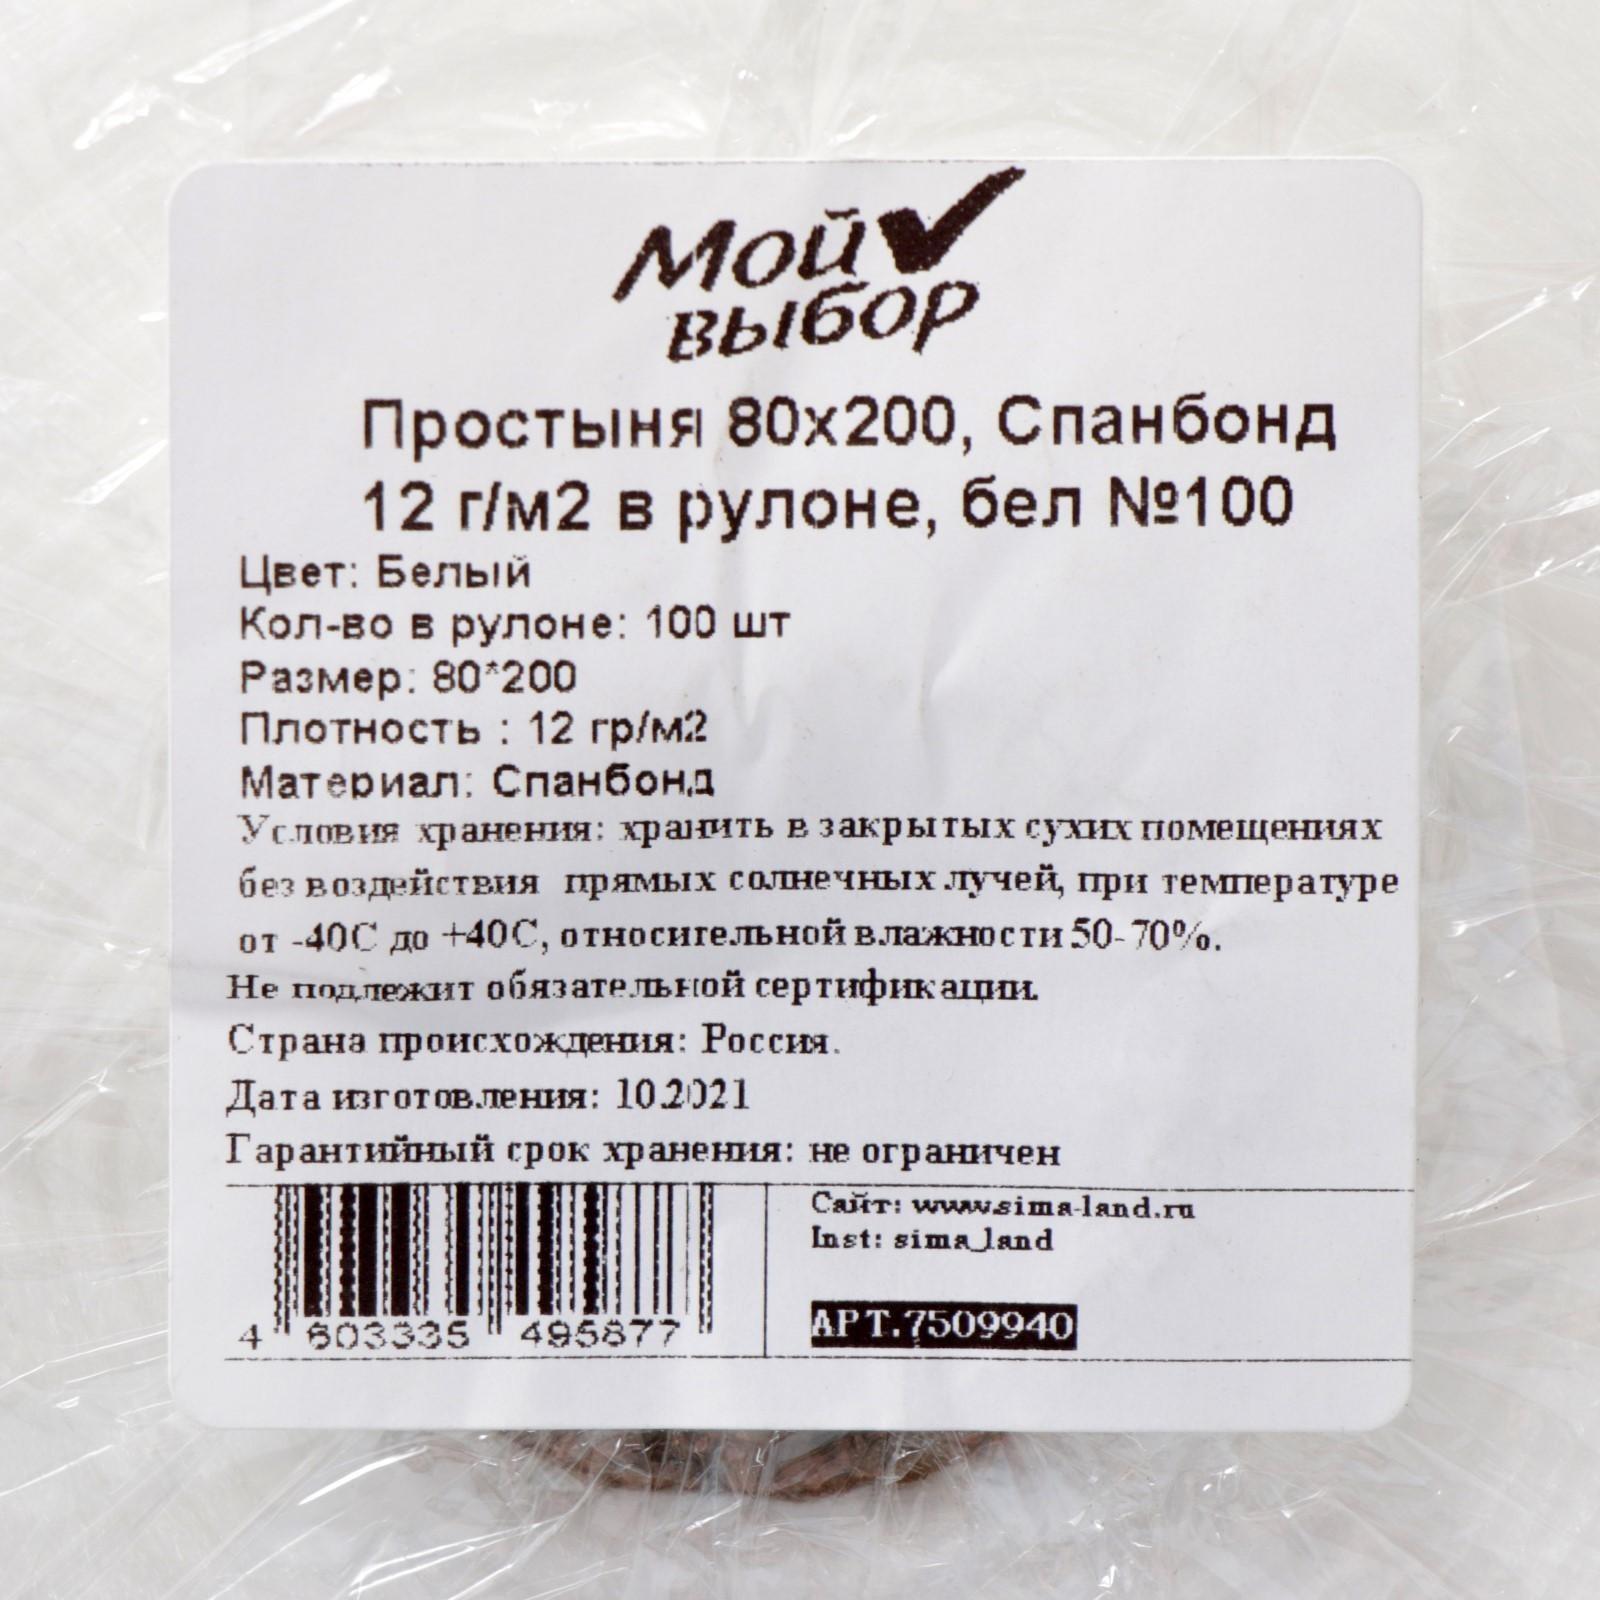 Мой
выбор
Простыня 80х200, Спанбонд
12 г/м2 в рулоне, бел №100
Цвет: Белый
Кол-во в рулоне: 100 шт
Размер: 80*200
Плотность : 12 гр/м2
Материал: Спанбонд
Условия хранения: хранить в закрытых сухих помещениях
без воздействия прямых солнечных лучей, при температуре
от -40С до +40С, относительной влажности 50-70%.
Не подлежит обязательной сертификации.
Страна происхождения: Россия.
Дата изготовления: 10.2021
Гарантийный срок хранения: не ограничен
Сайт: www.sima-land.ru
Inst: sima_land
АРТ.7509940
4 603335 495877